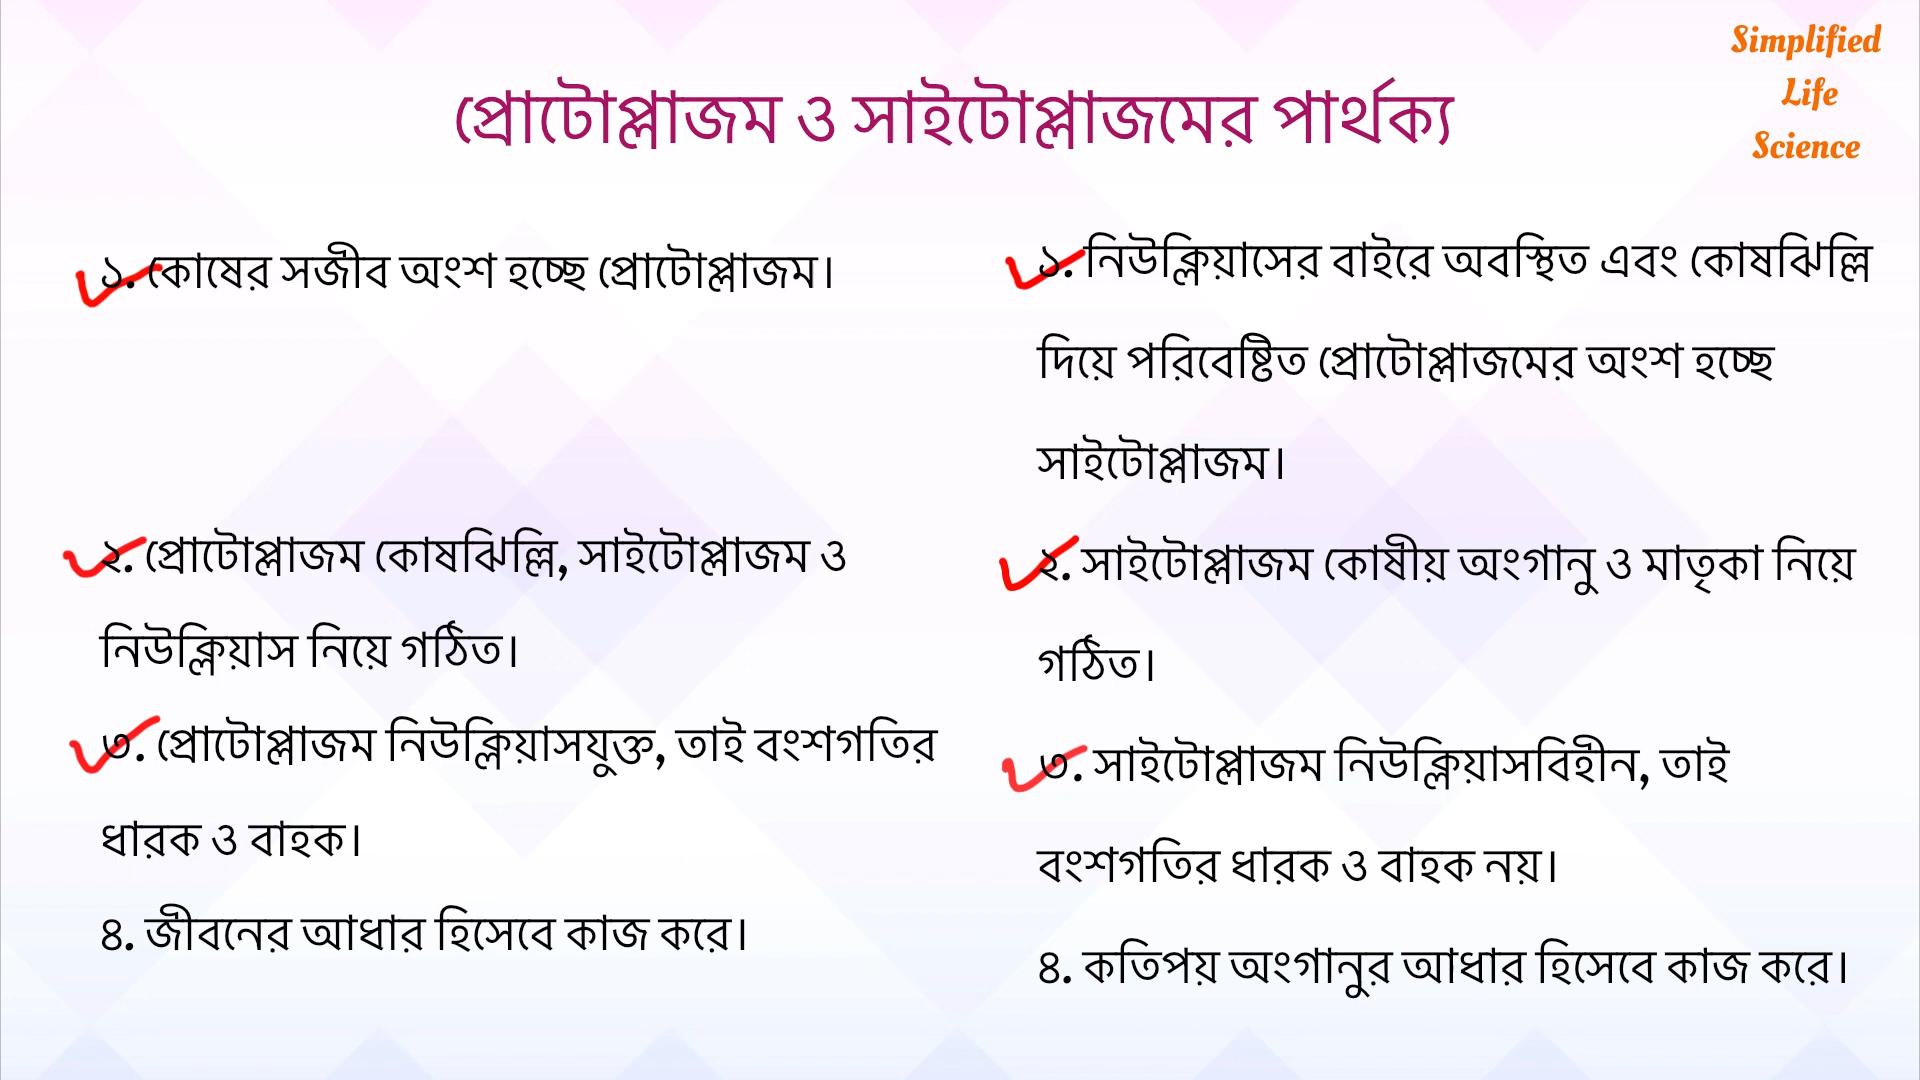 Simplified
Life
Science
প্রোটোপ্লাজম ও সাইটোপ্লাজমের পার্থক্য
১. কোষের সজীব অংশ হচ্ছে প্রোটোপ্লাজম।
২. প্রোটোপ্লাজম কোষঝিল্লি, সাইটোপ্লাজম ও
নিউক্লিয়াস নিয়ে গঠিত।
৩. প্রোটোপ্লাজম নিউক্লিয়াসযুক্ত, তাই বংশগতির
ধারক ও বাহক।
৪. জীবনের আধার হিসেবে কাজ করে।
১. নিউক্লিয়াসের বাইরে অবস্থিত এবং কোষঝিল্লি
দিয়ে পরিবেষ্টিত প্রোটোপ্লাজমের অংশ হচ্ছে
সাইটোপ্লাজম।
২. সাইটোপ্লাজম কোষীয় অংগানু ও মাতৃকা নিয়ে
গঠিত।
৩. সাইটোপ্লাজম নিউক্লিয়াসবিহীন, তাই
বংশগতির ধারক ও বাহক নয়।
৪. কতিপয় অংগানুর আধার হিসেবে কাজ করে।